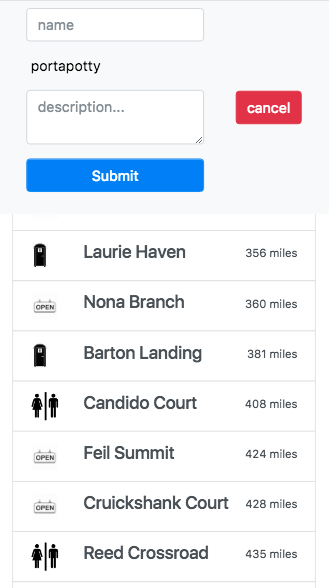 name
portapotty
description...
cancel
Submit
Laurie Haven 356 miles
OPEN Nona Branch 360 miles
Barton Landing 381 miles
Candido Court 408 miles
OPEN Feil Summit 424 miles
OPEN Cruickshank Court 428 miles
Reed Crossroad 435 miles